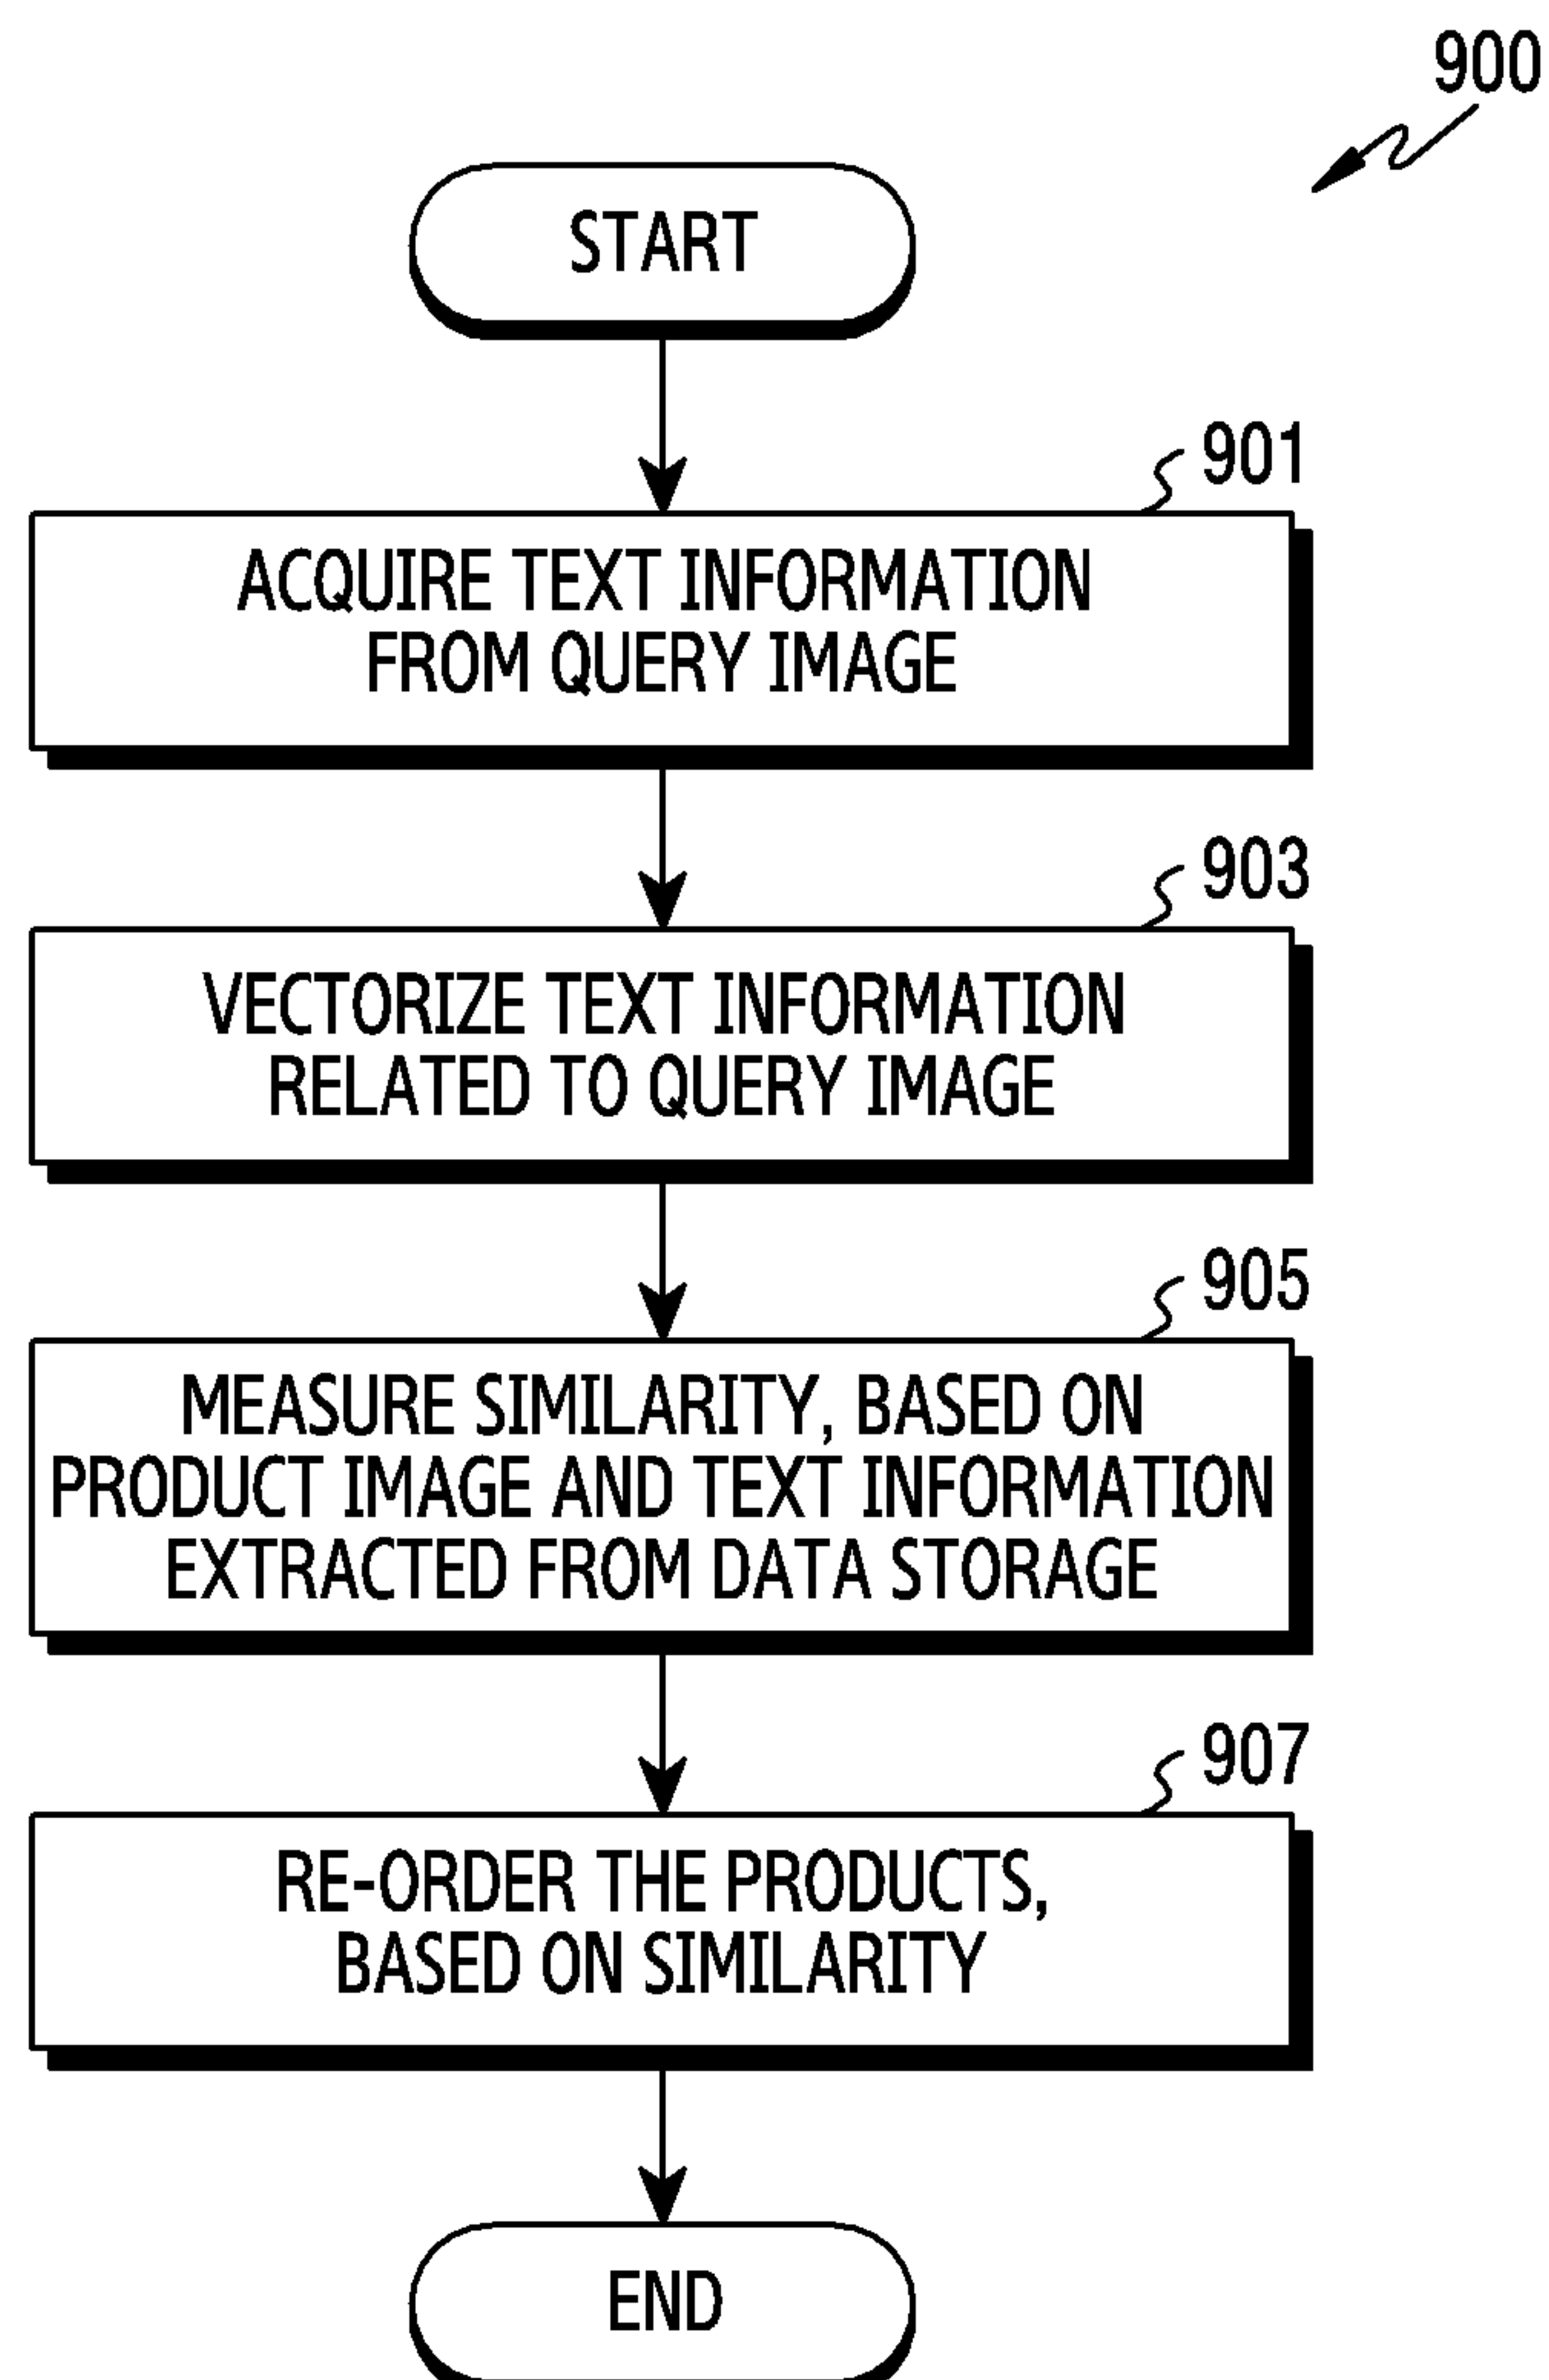 900
START
901
ACQUIRE TEXT INFORMATION
FROM QUERY IMAGE
903
VECTORIZE TEXT INFORMATION
RELATED TO QUERY IMAGE
905
MEASURE SIMILARITY, BASED ON
PRODUCT IMAGE AND TEXT INFORMATION
EXTRACTED FROM DATA STORAGE
907
RE-ORDER THE PRODUCTS,
BASED ON SIMILARITY
END